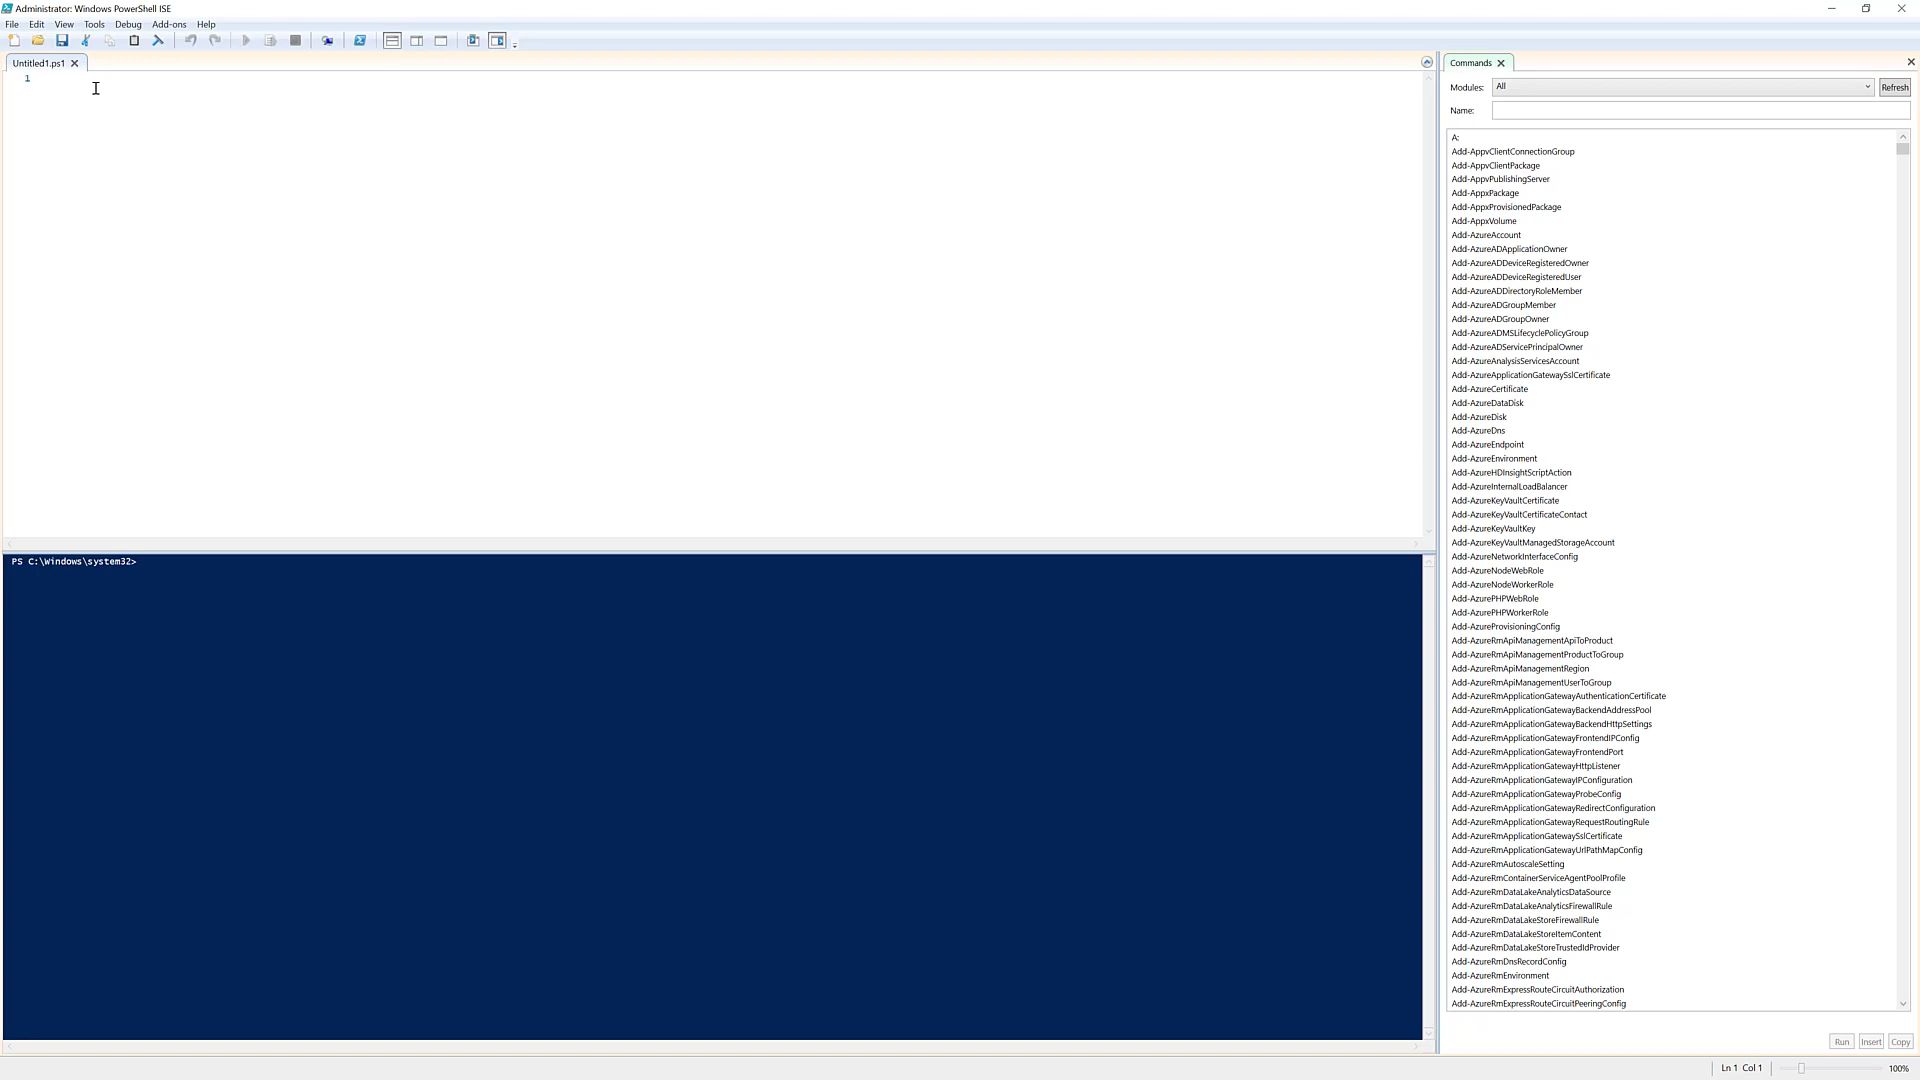 Administrator: Windows PowerShell ISE
File Edit View Tools Debug Add-ons Help
Untitled1.ps1
1
PS C:\Windows\system32>
Commands
Modules: All Refresh
Name:
A:
Add-AppvClientConnectionGroup
Add-AppvClientPackage
Add-AppvPublishingServer
Add-AppxPackage
Add-AppxProvisionedPackage
Add-AppxVolume
Add-AzureAccount
Add-AzureADApplicationOwner
Add-AzureADDeviceRegisteredOwner
Add-AzureADDeviceRegisteredUser
Add-AzureADDirectoryRoleMember
Add-AzureADGroupMember
Add-AzureADGroupOwner
Add-AzureADMSLifecyclePolicyGroup
Add-AzureADServicePrincipalOwner
Add-AzureAnalysisServicesAccount
Add-AzureApplicationGatewaySslCertificate
Add-AzureCertificate
Add-AzureDataDisk
Add-AzureDisk
Add-AzureDns
Add-AzureEndpoint
Add-AzureEnvironment
Add-AzureHDInsightScriptAction
Add-AzureInternalLoadBalancer
Add-AzureKeyVaultCertificate
Add-AzureKeyVaultCertificateContact
Add-AzureKeyVaultKey
Add-AzureKeyVaultManagedStorageAccount
Add-AzureNetworkInterfaceConfig
Add-AzureNodeWebRole
Add-AzureNodeWorkerRole
Add-AzurePHPWebRole
Add-AzurePHPWorkerRole
Add-AzureProvisioningConfig
Add-AzureRmApiManagementApiToProduct
Add-AzureRmApiManagementProductToGroup
Add-AzureRmApiManagementRegion
Add-AzureRmApiManagementUserToGroup
Add-AzureRmApplicationGatewayAuthenticationCertificate
Add-AzureRmApplicationGatewayBackendAddressPool
Add-AzureRmApplicationGatewayBackendHttpSettings
Add-AzureRmApplicationGatewayFrontendIPConfig
Add-AzureRmApplicationGatewayFrontendPort
Add-AzureRmApplicationGatewayHttpListener
Add-AzureRmApplicationGatewayIPConfiguration
Add-AzureRmApplicationGatewayProbeConfig
Add-AzureRmApplicationGatewayRedirectConfiguration
Add-AzureRmApplicationGatewayRequestRoutingRule
Add-AzureRmApplicationGatewaySslCertificate
Add-AzureRmApplicationGatewayUrlPathMapConfig
Add-AzureRmAutoscaleSetting
Add-AzureRmContainerServiceAgentPoolProfile
Add-AzureRmDataLakeAnalyticsDataSource
Add-AzureRmDataLakeAnalyticsFirewallRule
Add-AzureRmDataLakeStoreFirewallRule
Add-AzureRmDataLakeStoreItemContent
Add-AzureRmDataLakeStoreTrustedIdProvider
Add-AzureRmDnsRecordConfig
Add-AzureRmEnvironment
Add-AzureRmExpressRouteCircuitAuthorization
Add-AzureRmExpressRouteCircuitPeeringConfig
Run Insert Copy
Ln 1 Col 1 100%